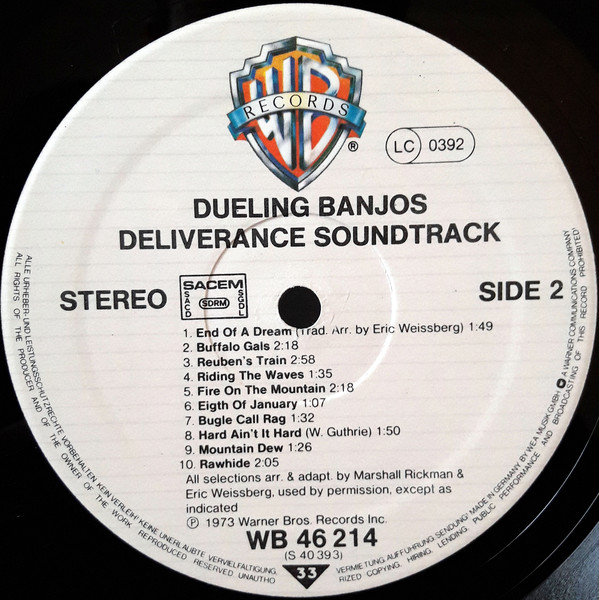 WB
RECORDS
®
LC 0392
DUELING BANJOS
DELIVERANCE SOUNDTRACK
STEREO
SACEM
SACD
SDRM
SGDL
SIDE 2
1. End Of A Dream (Trad. Arr. by Eric Weissberg) 1:49
2. Buffalo Gals 2:18
3. Reuben's Train 2:58
4. Riding The Waves 1:35
5. Fire On The Mountain 2:18
6. Eigth Of January 1:07
7. Bugle Call Rag 1:32
8. Hard Ain't It Hard (W. Guthrie) 1:50
9. Mountain Dew 1:26
10. Rawhide 2:05
All selections arr. & adapt. by Marshall Rickman &
Eric Weissberg, used by permission, except as
indicated
℗ 1973 Warner Bros. Records Inc.
WB 46 214
(S 40 393)
33
ALLE URHEBER- UND LEISTUNGSSCHUTZRECHTE VORBEHALTEN KEIN VERLEIH! KEINE UNERLAUBTE VERVIELFÄLTIGUNG, VERMIETUNG, AUFFÜHRUNG, SENDUNG! MADE IN GERMANY BY WEA MUSIK GMBH, A WARNER COMMUNICATIONS COMPANY
ALL RIGHTS OF THE PRODUCER AND OF THE OWNER OF THE WORK REPRODUCED RESERVED UNAUTHORIZED COPYING, HIRING, LENDING, PUBLIC PERFORMANCE AND BROADCASTING OF THIS RECORD PROHIBITED!